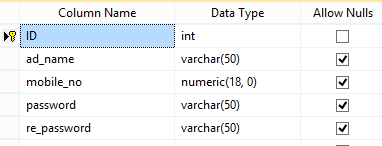 Column Name Data Type Allow Nulls
ID int
ad_name varchar(50)
mobile_no numeric(18, 0)
password varchar(50)
re_password varchar(50)